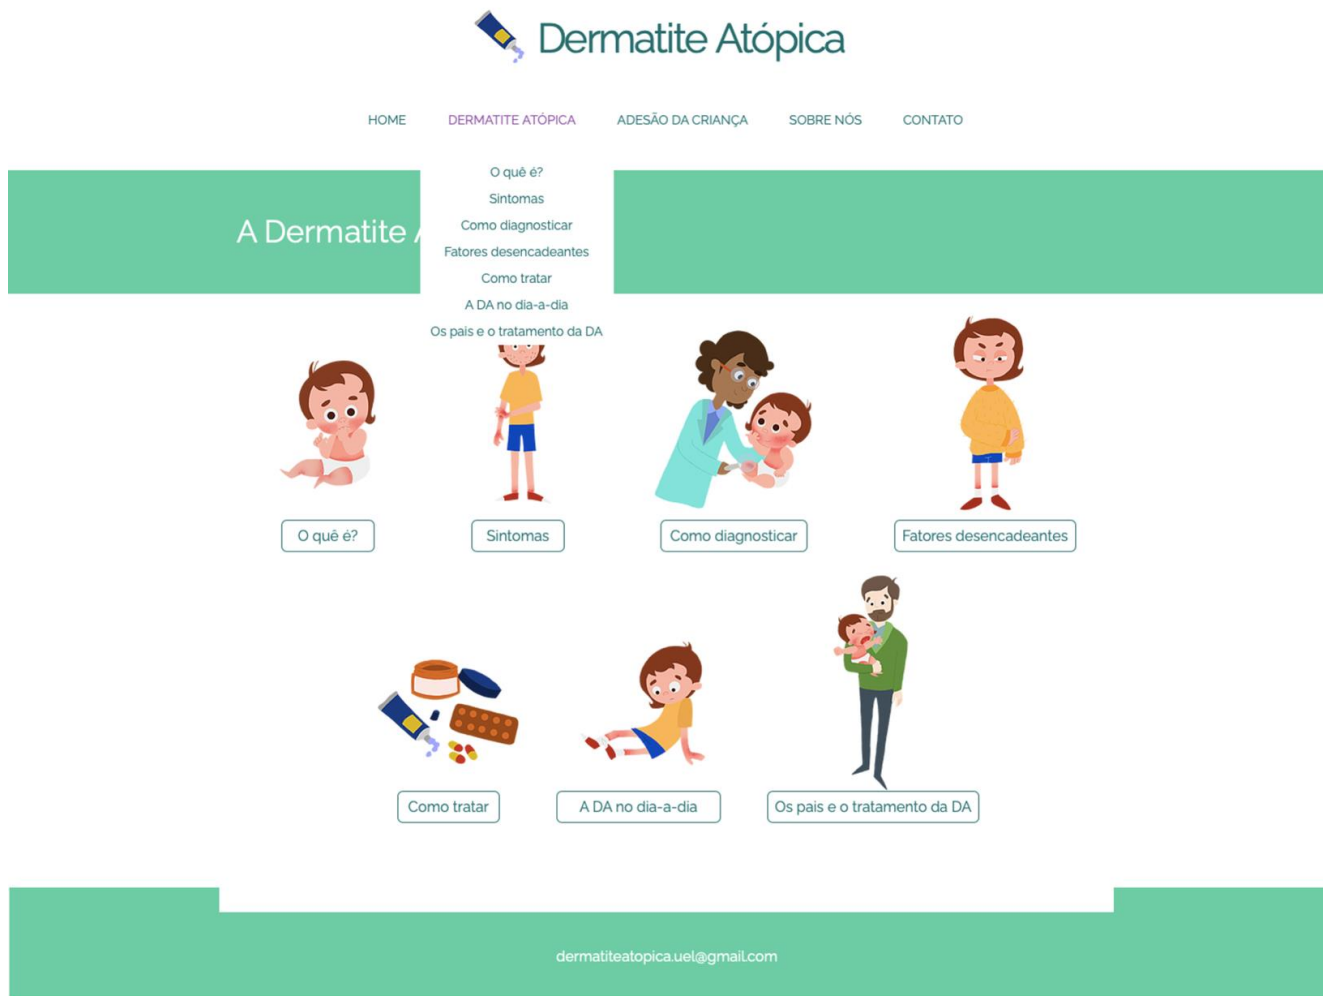 Dermatite Atópica
HOME DERMATITE ATÓPICA ADESÃO DA CRIANÇA SOBRE NÓS CONTATO
O quê é?
Sintomas
Como diagnosticar
Fatores desencadeantes
Como tratar
A DA no dia-a-dia
Os pais e o tratamento da DA
A Dermatite
O quê é? Sintomas Como diagnosticar Fatores desencadeantes
Como tratar A DA no dia-a-dia Os pais e o tratamento da DA
dermatiteatopica.uel@gmail.com